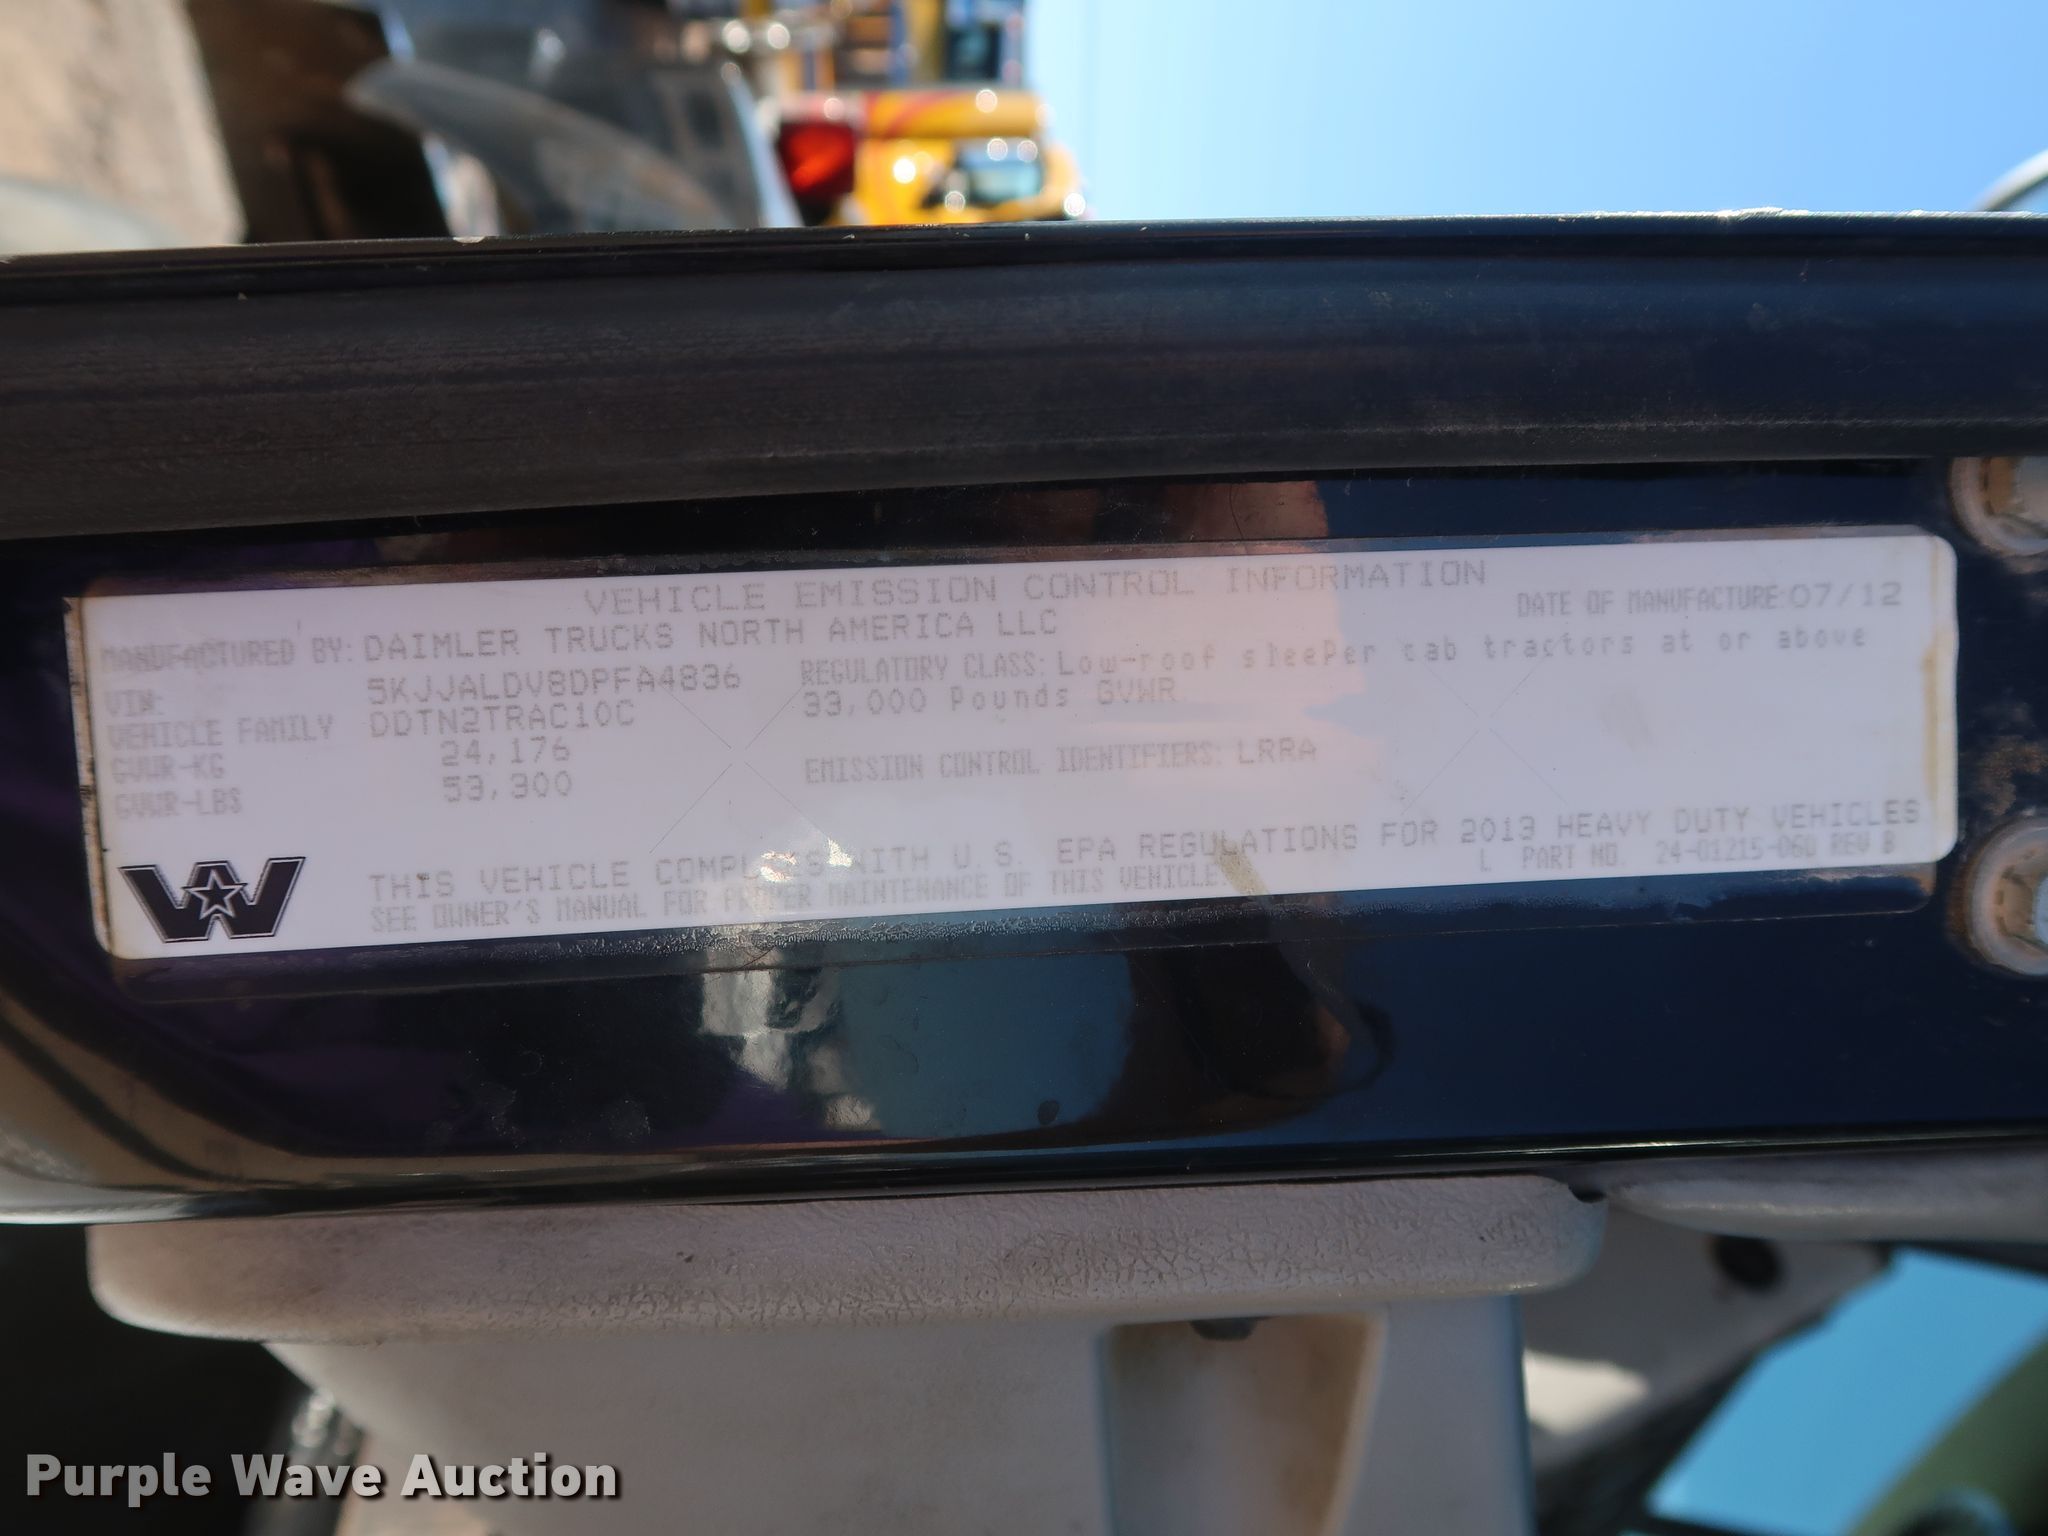 VEHICLE EMISSION CONTROL INFORMATION
MANUFACTURED BY: DAIMLER TRUCKS NORTH AMERICA LLC
DATE OF MANUFACTURE: 07/12
VIN: 5KJJALDV8DPFA4836
REGULATORY CLASS: Low-roof sleeper cab tractors at or above
33,000 Pounds GVWR
VEHICLE FAMILY DDTN2TRAC10C
GVWR-KG 24,176
EMISSION CONTROL IDENTIFIERS: LRRA
GVWR-LBS 53,300
THIS VEHICLE COMPLIES WITH U.S. EPA REGULATIONS FOR 2013 HEAVY DUTY VEHICLES
SEE OWNER'S MANUAL FOR PROPER MAINTENANCE OF THIS VEHICLE.
L PART NO. 24-01215-060 REV B
W
Purple Wave Auction